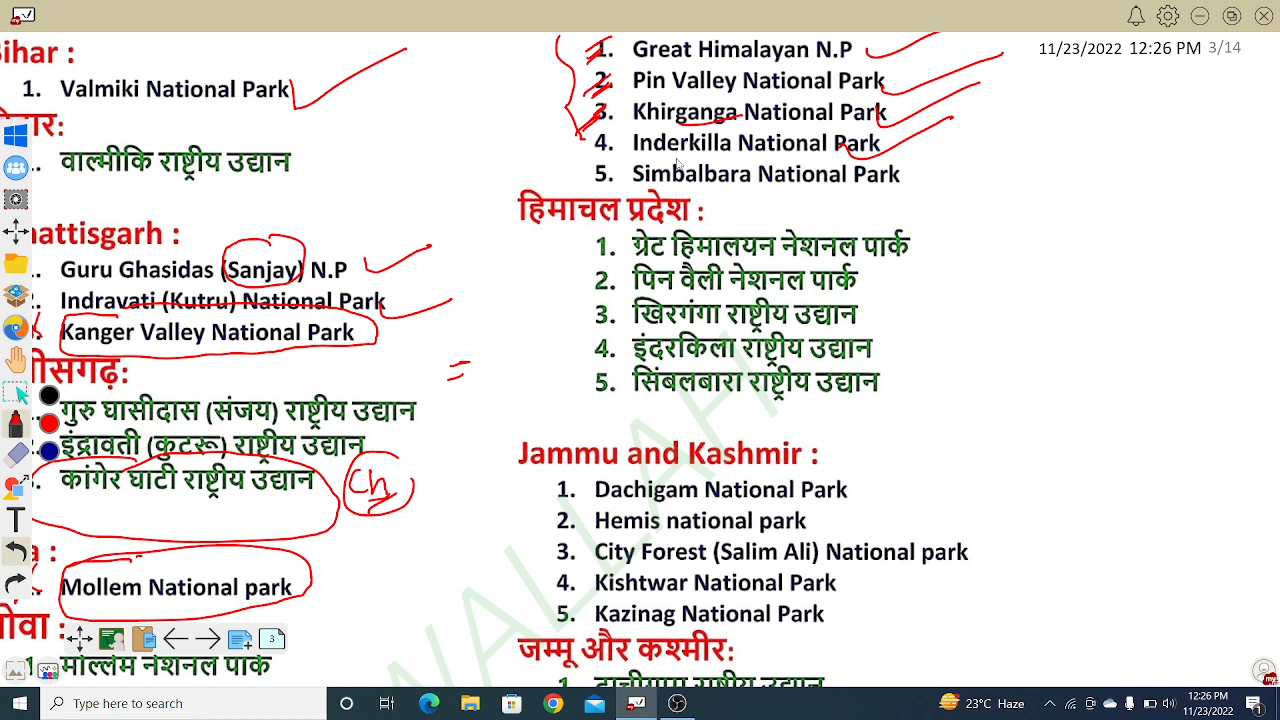 11/23/2022 12:26 PM 3/14
Bihar :
1. Valmiki National Park
वाल्मीकि राष्ट्रीय उद्यान
hattisgarh :
Guru Ghasidas (Sanjay) N.P
Indravati (Kutru) National Park
Kanger Valley National Park
गुरु घासीदास (संजय) राष्ट्रीय उद्यान
इंद्रावती (कुटरू) राष्ट्रीय उद्यान
कांगेर घाटी राष्ट्रीय उद्यान
Ch
a :
Mollem National park
गोवा :
मोल्लेम नेशनल पार्क
1. Great Himalayan N.P
2. Pin Valley National Park
3. Khirganga National Park
4. Inderkilla National Park
5. Simbalbara National Park
हिमाचल प्रदेश :
1. ग्रेट हिमालयन नेशनल पार्क
2. पिन वैली नेशनल पार्क
3. खिरगंगा राष्ट्रीय उद्यान
4. इंदरकिला राष्ट्रीय उद्यान
5. सिंबलबारा राष्ट्रीय उद्यान
Jammu and Kashmir :
1. Dachigam National Park
2. Hemis national park
3. City Forest (Salim Ali) National park
4. Kishtwar National Park
5. Kazinag National Park
जम्मू और कश्मीर:
WALLAH
3
Type here to search
23°C Haze
12:26 PM
11/23/2022